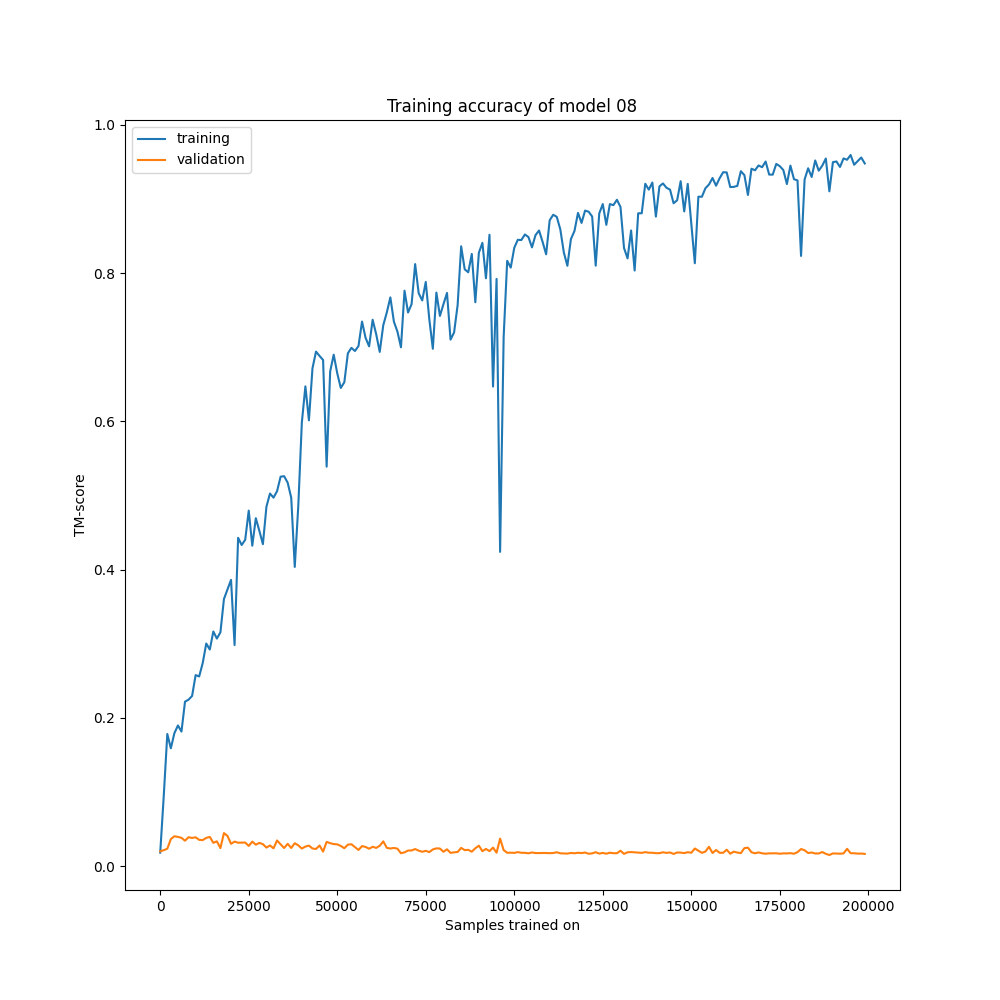 Training accuracy of model 08
training
validation
TM-score
1.0
0.8
0.6
0.4
0.2
0.0
0 25000 50000 75000 100000 125000 150000 175000 200000
Samples trained on